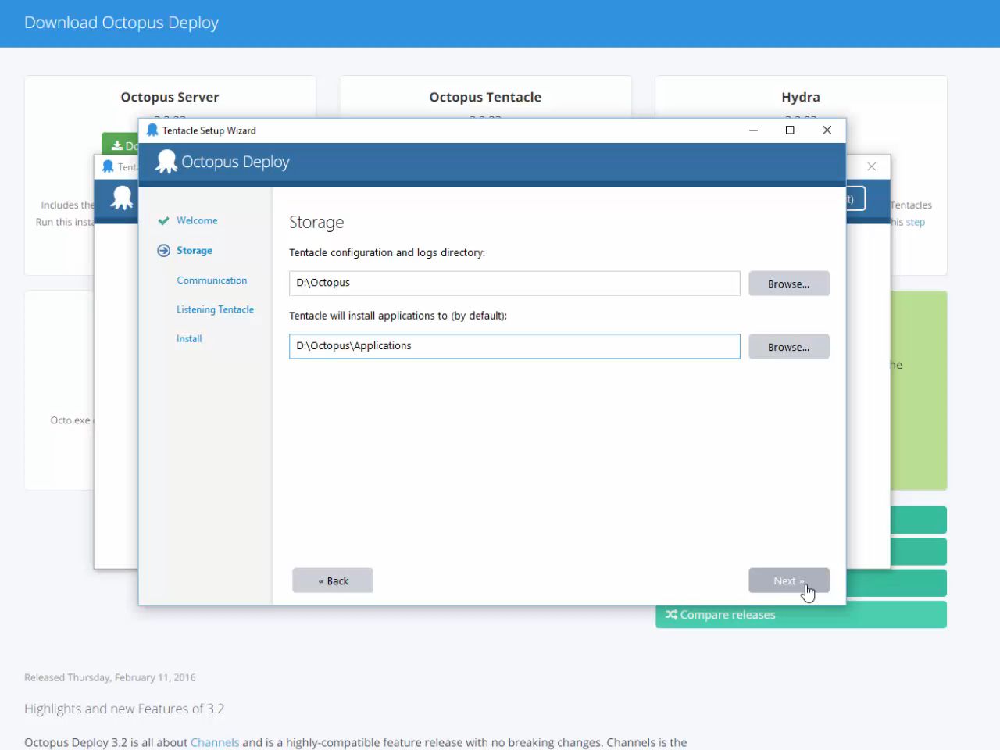 Download Octopus Deploy
Octopus Server
Octopus Tentacle
Hydra
Tentacle Setup Wizard
Octopus Deploy
Includes the
Run this insta
Tentacles
his step
Welcome
Storage
Communication
Listening Tentacle
Install
Storage
Tentacle configuration and logs directory:
D:\Octopus
Browse...
Tentacle will install applications to (by default):
D:\Octopus\Applications
Browse...
he
Octo.exe
« Back
Next »
Compare releases
Released Thursday, February 11, 2016
Highlights and new Features of 3.2
Octopus Deploy 3.2 is all about Channels and is a highly-compatible feature release with no breaking changes. Channels is the